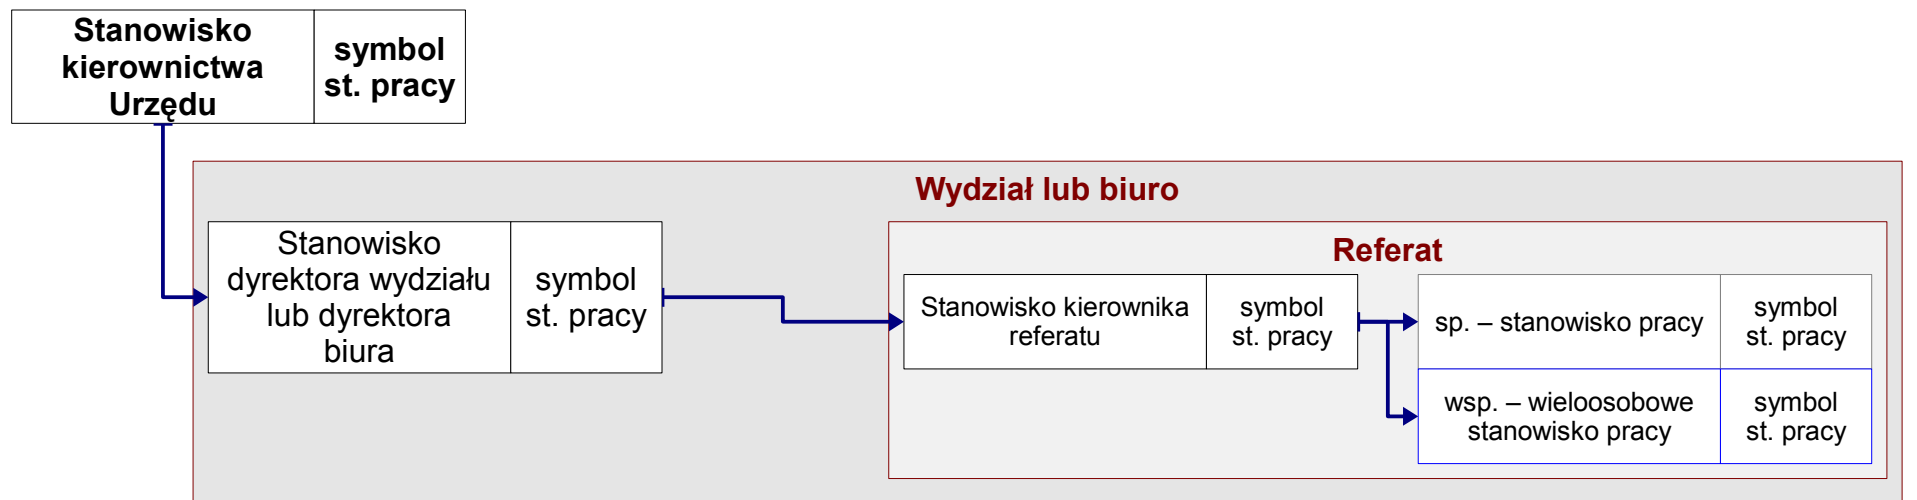 Stanowisko
kierownictwa
Urzędu
symbol
st. pracy
Wydział lub biuro
Stanowisko
dyrektora wydziału
lub dyrektora
biura
symbol
st. pracy
Referat
Stanowisko kierownika
referatu
symbol
st. pracy
sp. – stanowisko pracy
symbol
st. pracy
wsp. – wieloosobowe
stanowisko pracy
symbol
st. pracy